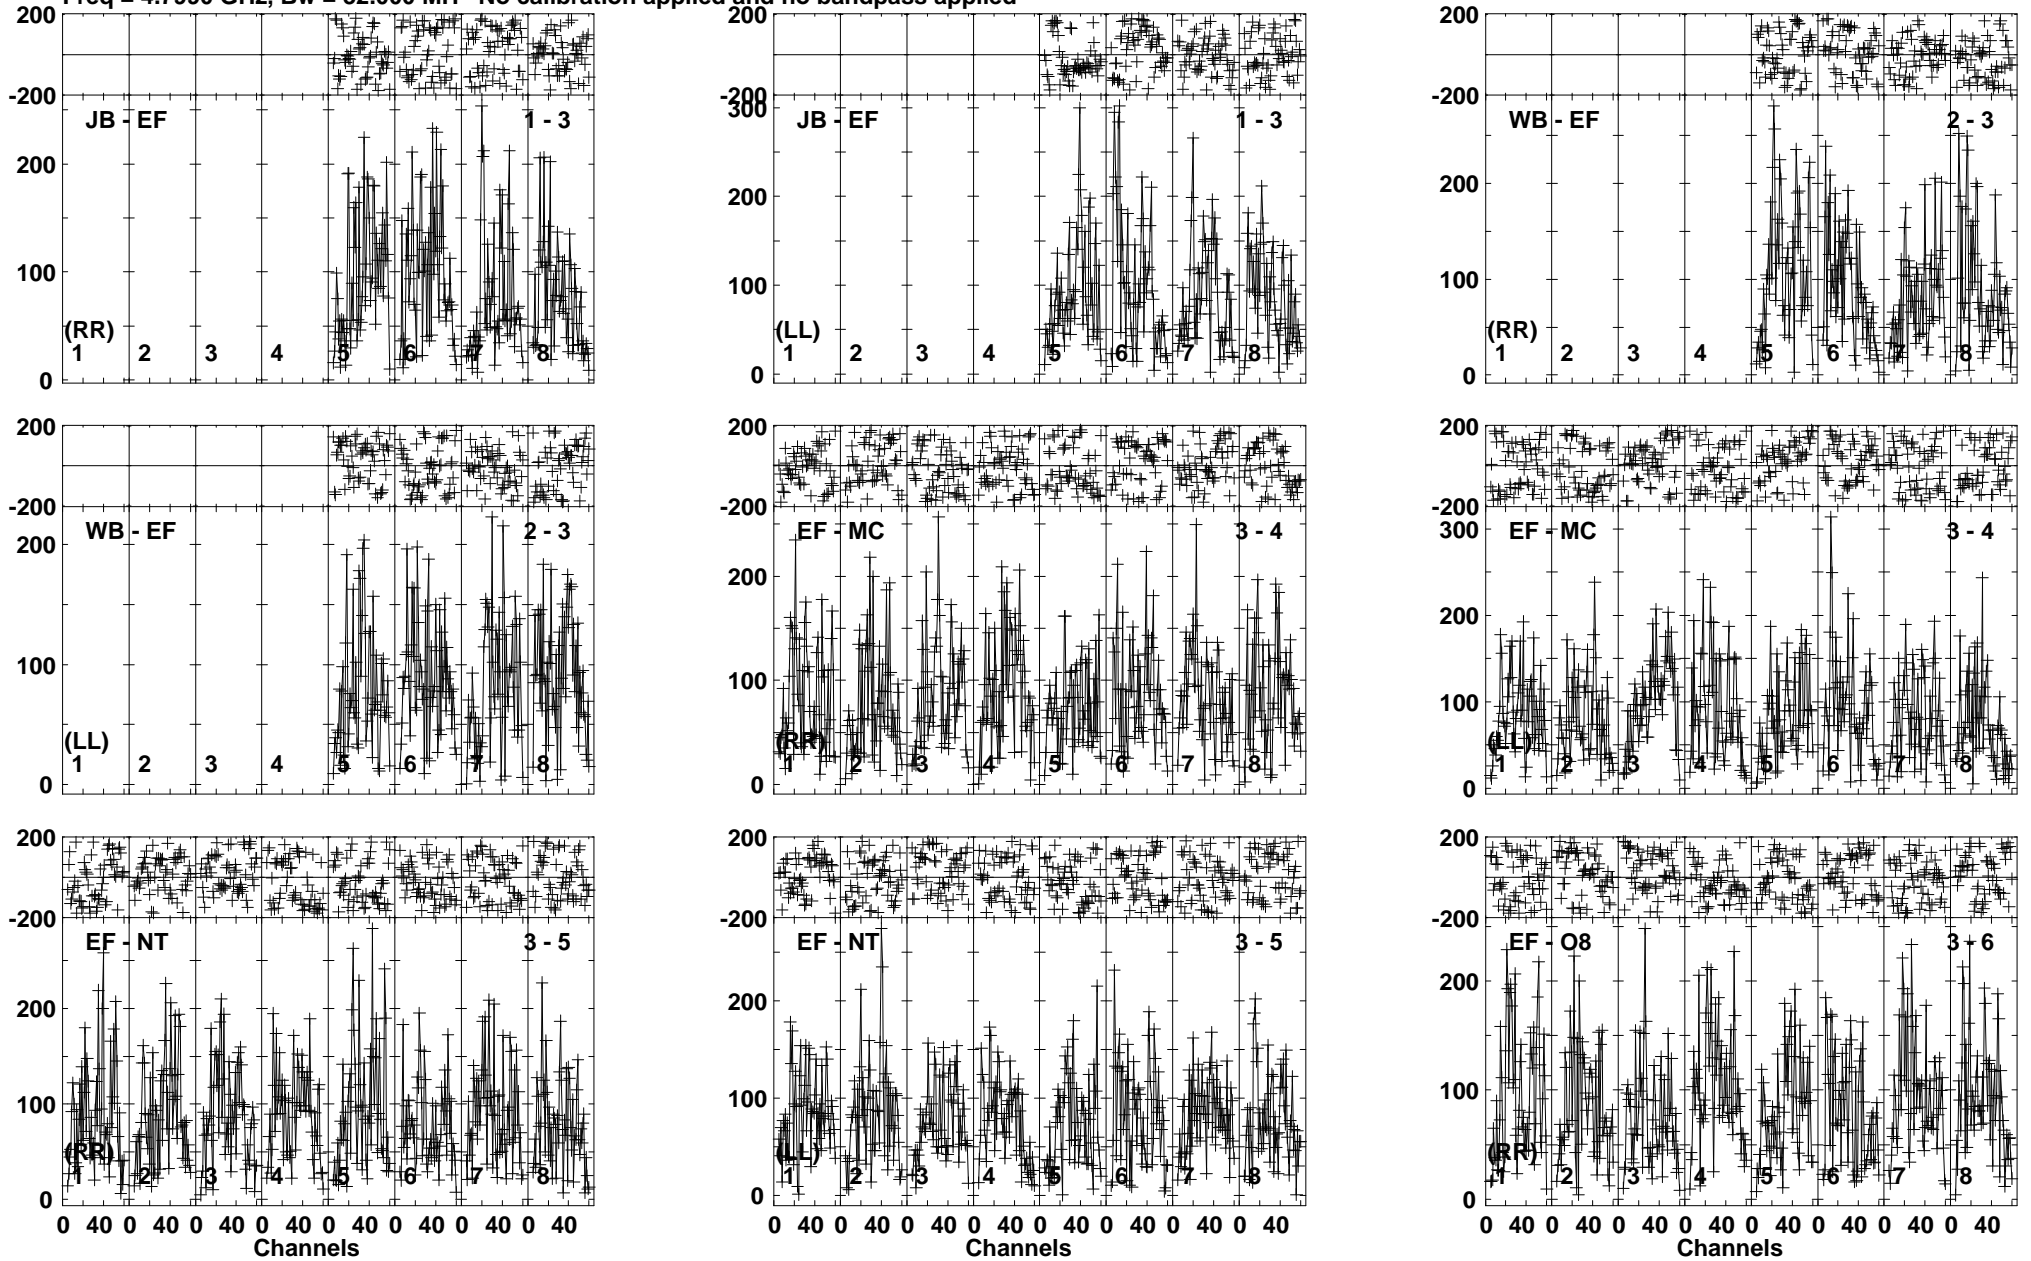 No calibration applied and no bandpass applied
200 200 200
-200 -200 -200
JB - EF 1 - 3 300 JB - EF 1 - 3 WB - EF 2 - 3
200 200 200
100 100 100
(RR) (LL) (RR)
1 2 3 4 5 6 7 8 1 2 3 4 5 6 7 8 1 2 3 4 5 6 7 8
0 0 0
200 200 200
-200 -200 -200
WB - EF 2 - 3 EF - MC 3 - 4 300 EF - MC 3 - 4
200 200 200
100 100 100
(LL) (RR) (LL)
1 2 3 4 5 6 7 8 1 2 3 4 5 6 7 8 1 2 3 4 5 6 7 8
0 0 0
200 200 200
-200 -200 -200
EF - NT 3 - 5 EF - NT 3 - 5 EF - O8 3 - 6
200 200 200
100 100 100
(RR) (LL) (RR)
1 2 3 4 5 6 7 8 1 2 3 4 5 6 7 8 1 2 3 4 5 6 7 8
0 0 0
0 40 0 40 0 40 0 40 0 40 0 40 0 40 0 40 0 40 0 40 0 40 0 40 0 40 0 40 0 40 0 40 0 40 0 40 0 40 0 40 0 40 0 40 0 40 0 40
Channels Channels Channels